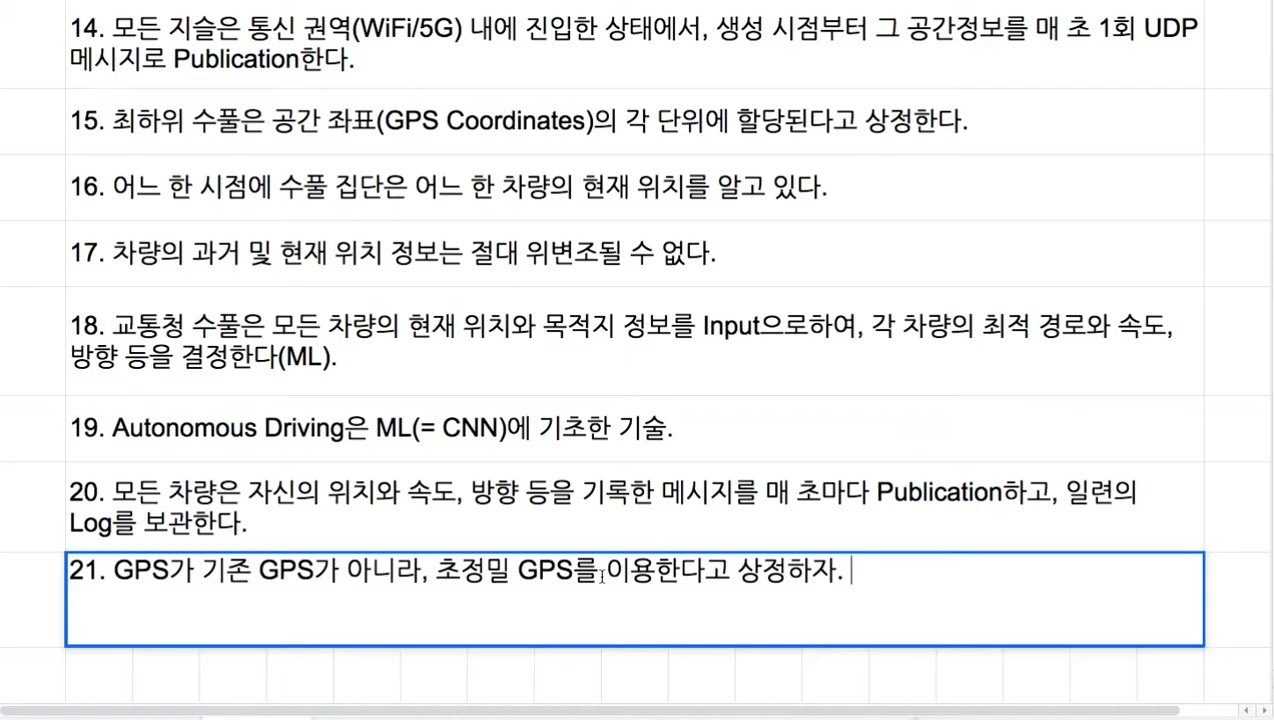 14. 모든 지슬은 통신 권역(WiFi/5G) 내에 진입한 상태에서, 생성 시점부터 그 공간정보를 매 초 1회 UDP
메시지로 Publication한다.
15. 최하위 수풀은 공간 좌표(GPS Coordinates)의 각 단위에 할당된다고 상정한다.
16. 어느 한 시점에 수풀 집단은 어느 한 차량의 현재 위치를 알고 있다.
17. 차량의 과거 및 현재 위치 정보는 절대 위변조될 수 없다.
18. 교통청 수풀은 모든 차량의 현재 위치와 목적지 정보를 Input으로하여, 각 차량의 최적 경로와 속도,
방향 등을 결정한다(ML).
19. Autonomous Driving은 ML(= CNN)에 기초한 기술.
20. 모든 차량은 자신의 위치와 속도, 방향 등을 기록한 메시지를 매 초마다 Publication하고, 일련의
Log를 보관한다.
21. GPS가 기존 GPS가 아니라, 초정밀 GPS를 이용한다고 상정하자.